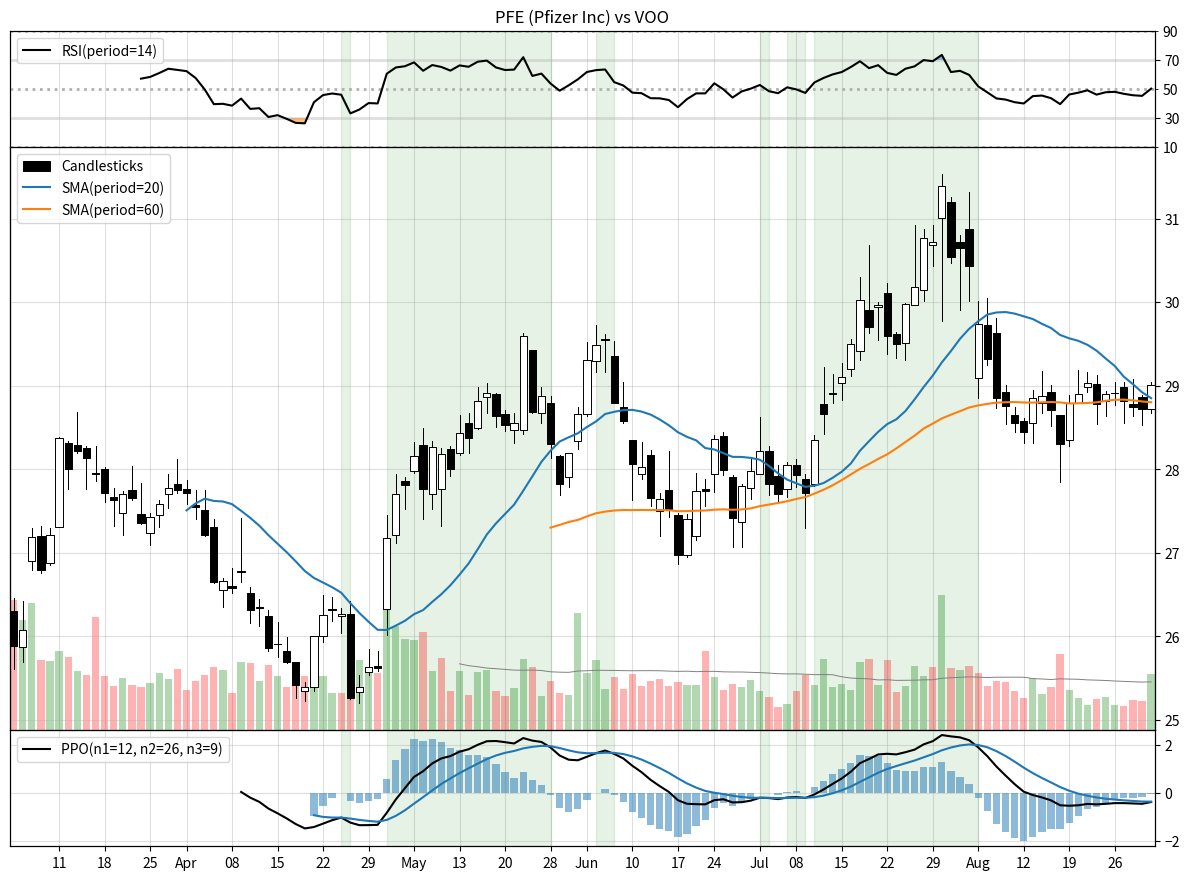 PFE (Pfizer Inc) vs VOO
RSI(period=14)
90
70
50
30
10
Candlesticks
SMA(period=20)
SMA(period=60)
31
30
29
28
27
26
25
PPO(n1=12, n2=26, n3=9)
2
0
−2
11 18 25 Apr 08 15 22 29 May 13 20 28 Jun 10 17 24 Jul 08 15 22 29 Aug 12 19 26